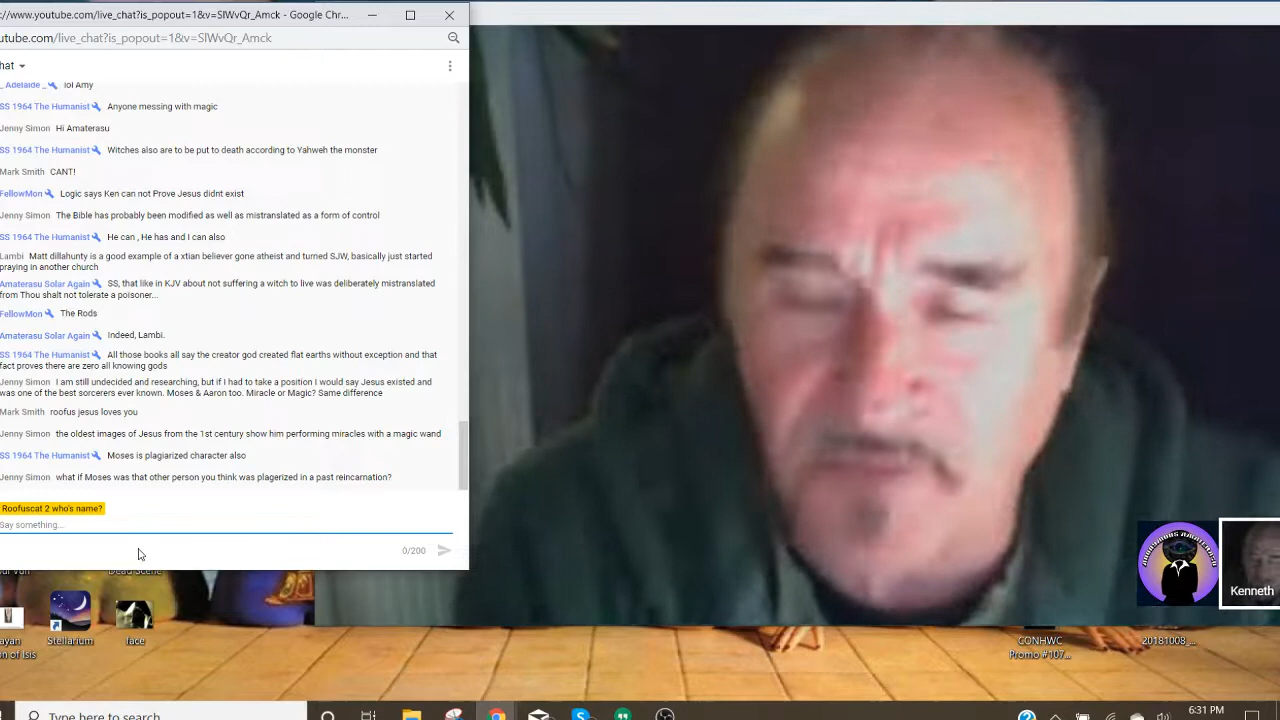 ://www.youtube.com/live_chat?is_popout=1&v=SlWvQr_Amck - Google Chr...
utube.com/live_chat?is_popout=1&v=SlWvQr_Amck
hat
_ Adelaide _ lol Amy
SS 1964 The Humanist Anyone messing with magic
Jenny Simon Hi Amaterasu
SS 1964 The Humanist Witches also are to be put to death according to Yahweh the monster
Mark Smith CANT!
FellowMon Logic says Ken can not Prove Jesus didnt exist
Jenny Simon The Bible has probably been modified as well as mistranslated as a form of control
SS 1964 The Humanist He can , He has and I can also
Lambi Matt dillahunty is a good example of a xtian believer gone atheist and turned SJW, basically just started
praying in another church
Amaterasu Solar Again SS, that like in KJV about not suffering a witch to live was deliberately mistranslated
from Thou shalt not tolerate a poisoner...
FellowMon The Rods
Amaterasu Solar Again Indeed, Lambi.
SS 1964 The Humanist All those books all say the creator god created flat earths without exception and that
fact proves there are zero all knowing gods
Jenny Simon I am still undecided and researching, but if I had to take a position I would say Jesus existed and
was one of the best sorcerers ever known. Moses & Aaron too. Miracle or Magic? Same difference
Mark Smith roofus jesus loves you
Jenny Simon the oldest images of Jesus from the 1st century show him performing miracles with a magic wand
SS 1964 The Humanist Moses is plagiarized character also
Jenny Simon what if Moses was that other person you think was plagerized in a past reincarnation?
Roofuscat 2 who's name?
Say something...
0/200
Dead Scene
ayan
on of Isis
Stellarium
face
ANONYMOUS
Kenneth
CONHWC
Promo #107...
20181008_...
Type here to search
6:31 PM